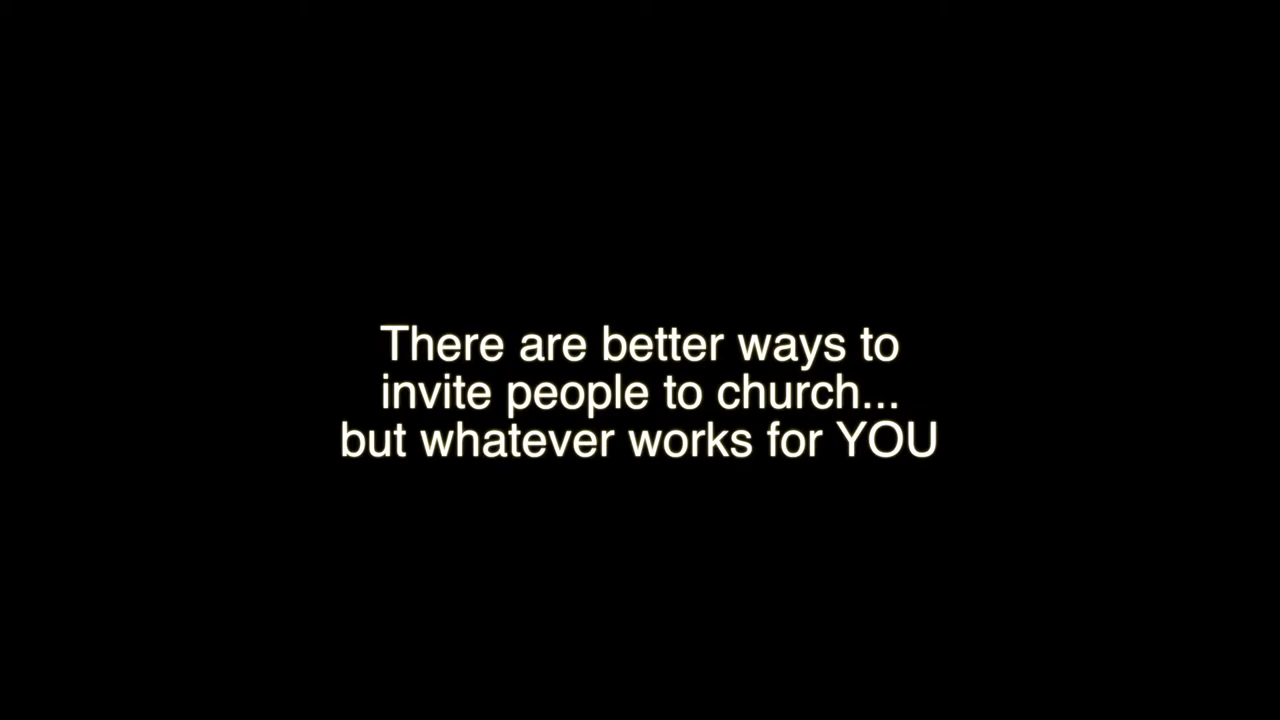 There are better ways to
invite people to church...
but whatever works for YOU